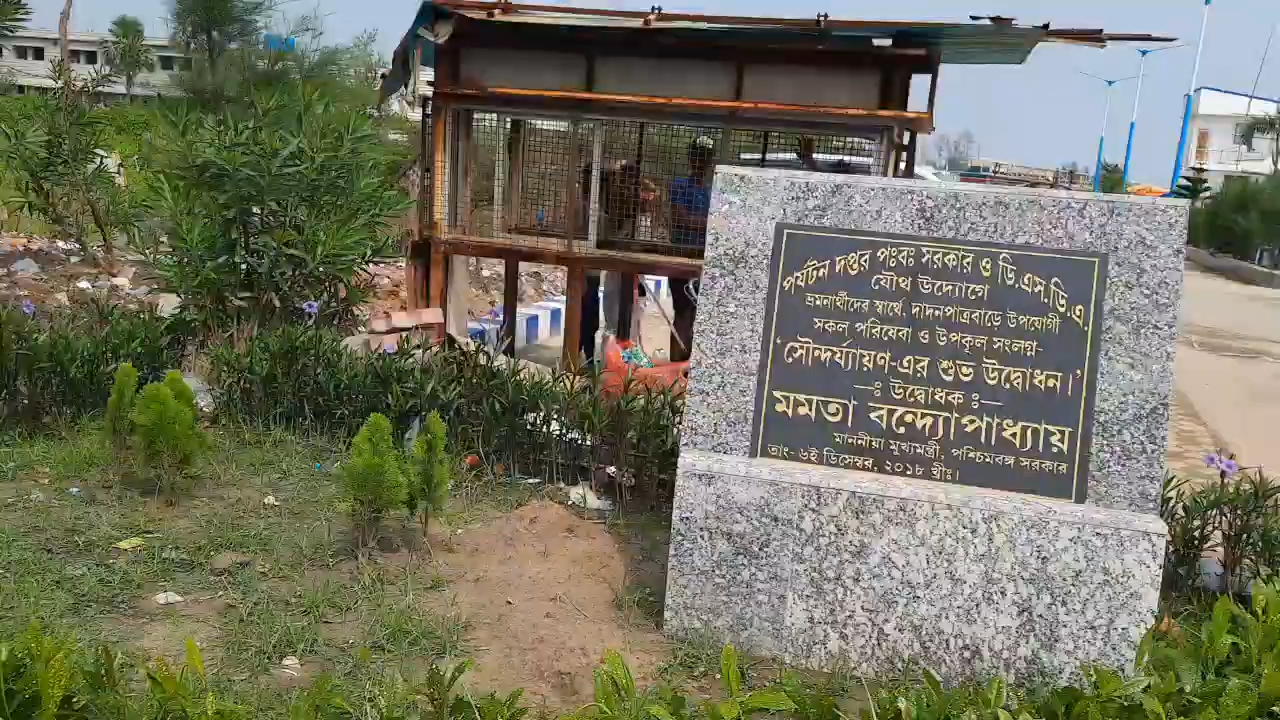 পর্যটন দপ্তর পঃবঃ সরকার ও ডি.এস.ডি.এ.
যৌথ উদ্যোগে
ভ্রমনার্থীদের স্বার্থে, দাদনপাত্রবাড়ে উপযোগী
সকল পরিষেবা ও উপকূল সংলগ্ন-
‘সৌন্দর্য্যায়ণ-এর শুভ উদ্বোধন।’
—ঃ উদ্বোধক ঃ—
মমতা বন্দ্যোপাধ্যায়
মাননীয়া মুখ্যমন্ত্রী, পশ্চিমবঙ্গ সরকার
তাং- ৬ই ডিসেম্বর, ২০১৮ খ্রীঃ।